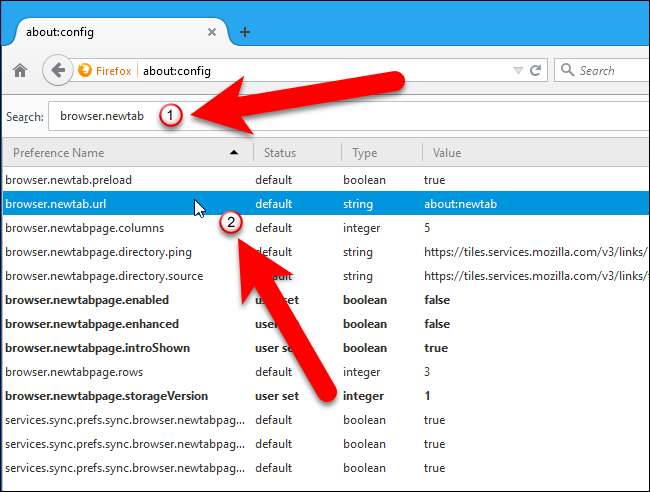 about:config
Firefox about:config Search
Search: browser.newtab 1
Preference Name Status Type Value
browser.newtab.preload default boolean true
browser.newtab.url default string about:newtab
2
browser.newtabpage.columns default integer 5
browser.newtabpage.directory.ping default string https://tiles.services.mozilla.com/v3/links/
browser.newtabpage.directory.source default string https://tiles.services.mozilla.com/v3/links/
browser.newtabpage.enabled user set boolean false
browser.newtabpage.enhanced user boolean false
browser.newtabpage.introShown user se boolean true
browser.newtabpage.rows default integer 3
browser.newtabpage.storageVersion user set integer 1
services.sync.prefs.sync.browser.newtabpag... default boolean true
services.sync.prefs.sync.browser.newtabpag... default boolean true
services.sync.prefs.sync.browser.newtabpag... default boolean true